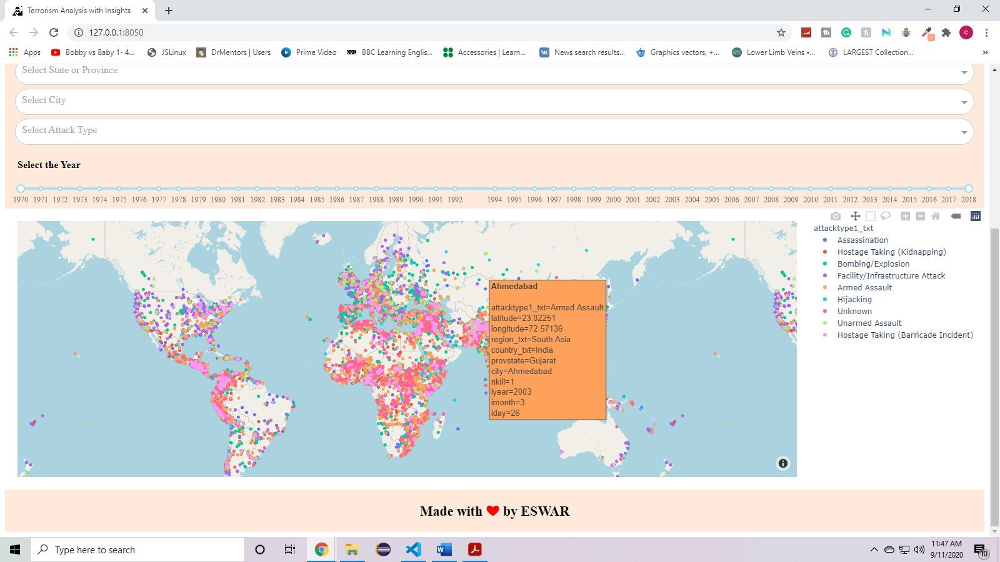 Terrorism Analysis with Insights
127.0.0.1:8050
Apps
Bobby vs Baby 1- 4...
JSLinux
DrMentors | Users
Prime Video
BBC Learning Englis...
Accessories | Learn...
News search results...
Graphics vectors, +...
Lower Limb Veins •...
LARGEST Collection...
Select State or Province
Select City
Select Attack Type
Select the Year
1970 1971 1972 1973 1974 1975 1976 1977 1978 1979 1980 1981 1982 1983 1984 1985 1986 1987 1988 1989 1990 1991 1992 1994 1995 1996 1997 1998 1999 2000 2001 2002 2003 2004 2005 2006 2007 2008 2009 2010 2011 2012 2013 2014 2015 2016 2017 2018
attacktype1_txt
Assassination
Hostage Taking (Kidnapping)
Bombing/Explosion
Facility/Infrastructure Attack
Armed Assault
Hijacking
Unknown
Unarmed Assault
Hostage Taking (Barricade Incident)
Ahmedabad
attacktype1_txt=Armed Assault
latitude=23.02251
longitude=72.57136
region_txt=South Asia
country_txt=India
provstate=Gujarat
city=Ahmedabad
nkill=1
iyear=2003
imonth=3
iday=26
Made with ❤ by ESWAR
Type here to search
11:47 AM
9/11/2020
10